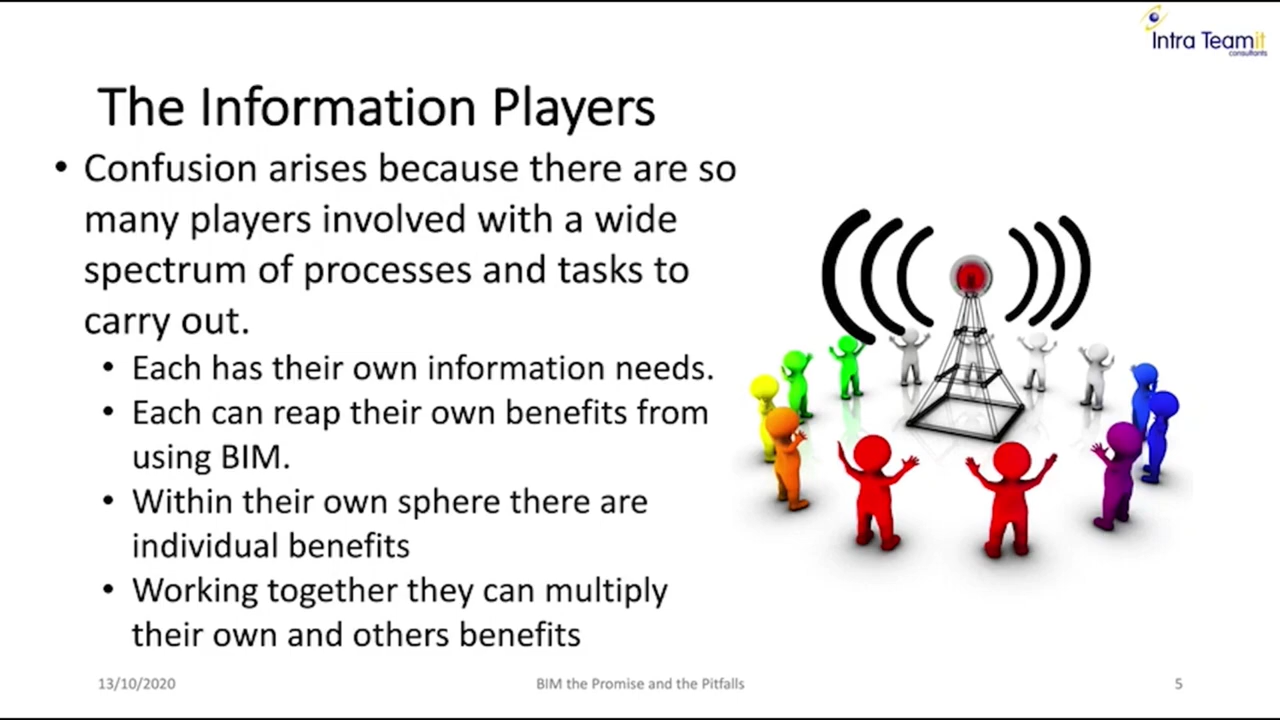 Intra Teamit
consultants
The Information Players
• Confusion arises because there are so
many players involved with a wide
spectrum of processes and tasks to
carry out.
• Each has their own information needs.
• Each can reap their own benefits from
using BIM.
• Within their own sphere there are
individual benefits
• Working together they can multiply
their own and others benefits
13/10/2020
BIM the Promise and the Pitfalls
5